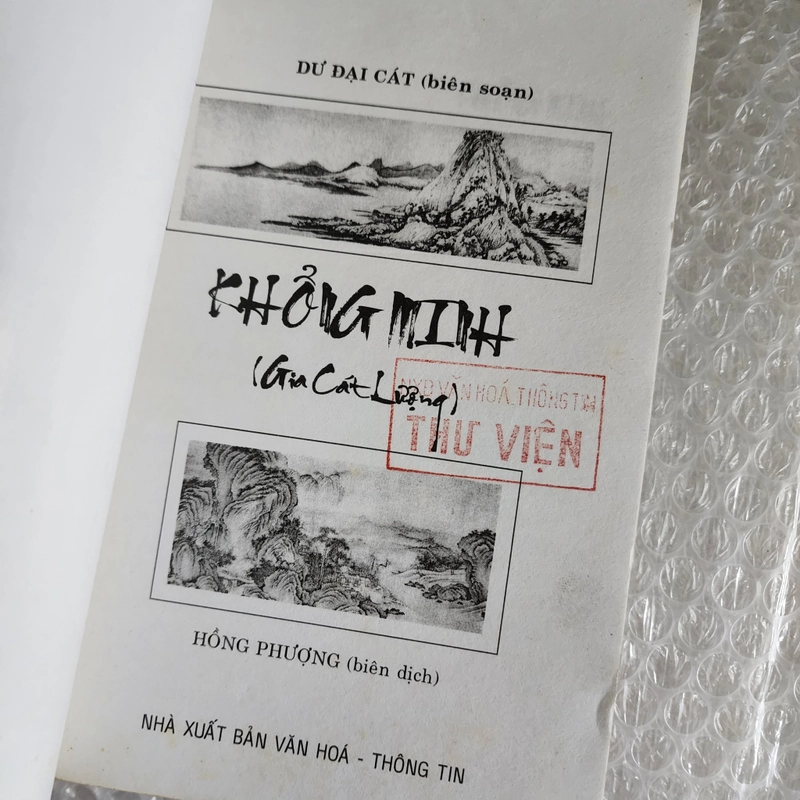 DƯ ĐẠI CÁT (biên soạn)
KHỔNG MINH
(Gia Cát Lượng)
NXB VĂN HOÁ THÔNG TIN
THƯ VIỆN
HỒNG PHƯỢNG (biên dịch)
NHÀ XUẤT BẢN VĂN HOÁ - THÔNG TIN